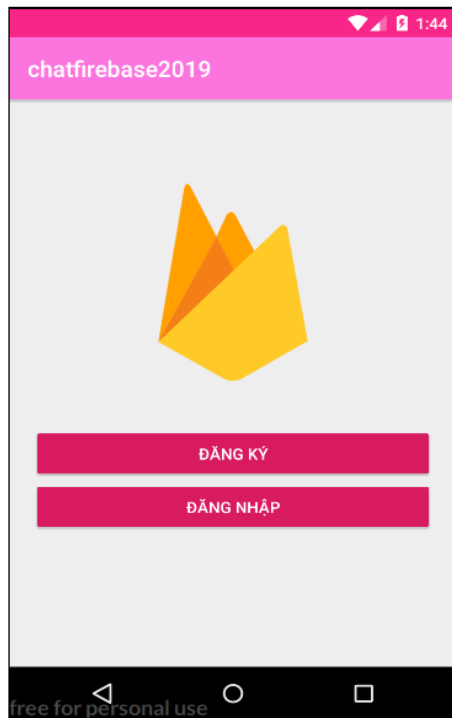 1:44
chatfirebase2019
ĐĂNG KÝ
ĐĂNG NHẬP
free for personal use